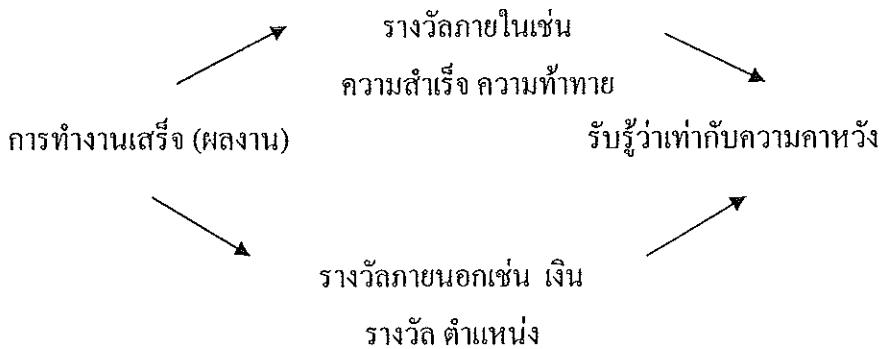 รางวัลภายในเช่น
ความสำเร็จ ความท้าทาย
การทำงานเสร็จ (ผลงาน)
รับรู้ว่าเท่ากับความคาหวัง
รางวัลภายนอกเช่น เงิน
รางวัล ตำแหน่ง